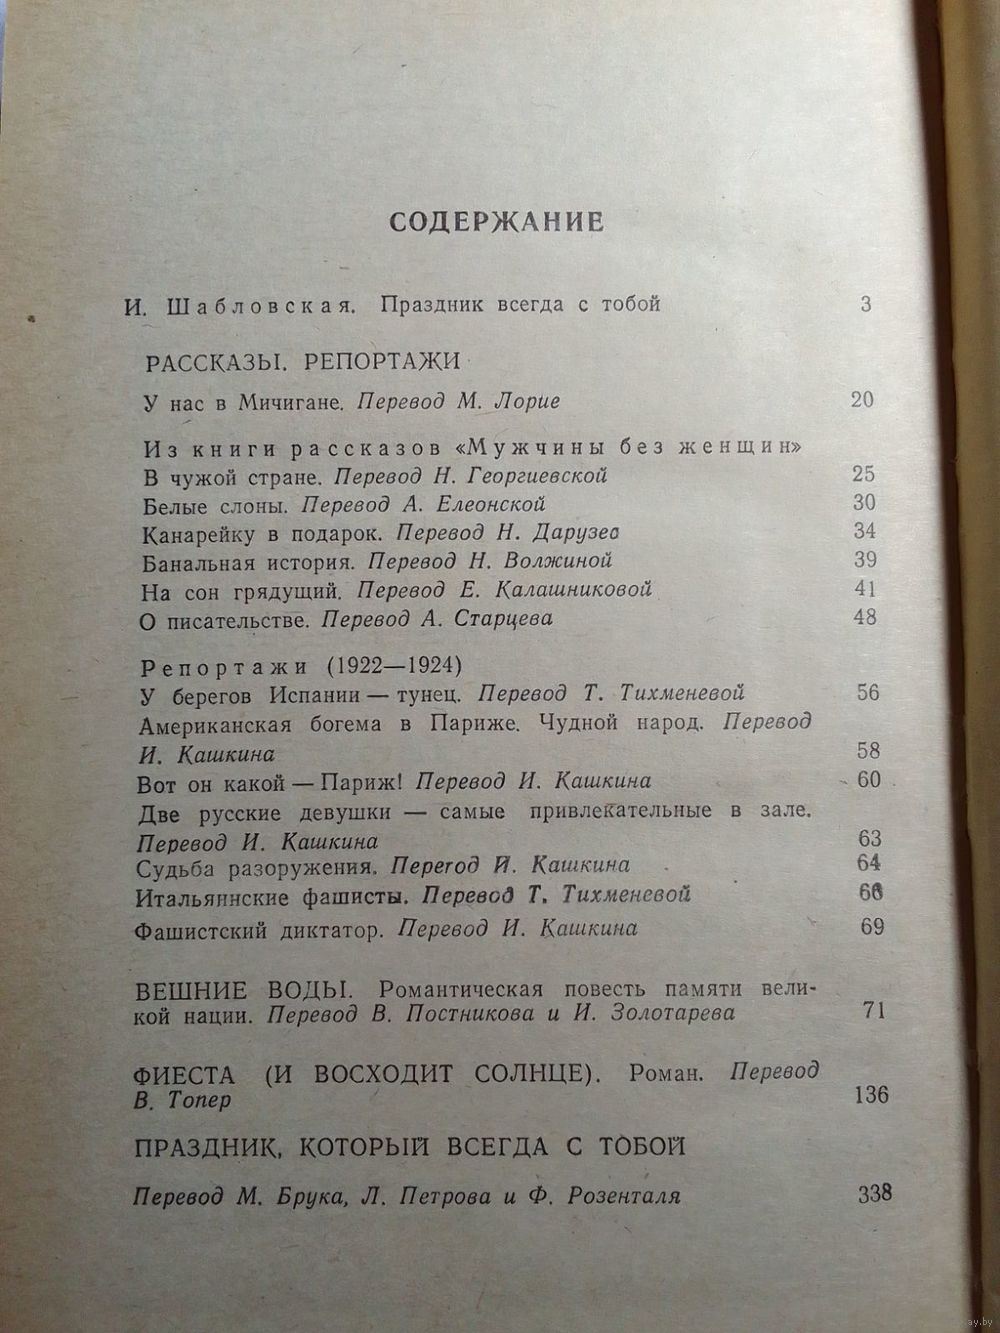 СОДЕРЖАНИЕ
И. Шабловская. Праздник всегда с тобой 3
РАССКАЗЫ. РЕПОРТАЖИ
У нас в Мичигане. Перевод М. Лорие 20
Из книги рассказов «Мужчины без женщин»
В чужой стране. Перевод Н. Георгиевской 25
Белые слоны. Перевод А. Елеонской 30
Канарейку в подарок. Перевод Н. Дарузес 34
Банальная история. Перевод Н. Волжиной 39
На сон грядущий. Перевод Е. Калашниковой 41
О писательстве. Перевод А. Старцева 48
Репортажи (1922—1924)
У берегов Испании — тунец. Перевод Т. Тихменевой 56
Американская богема в Париже. Чудной народ. Перевод
И. Кашкина 58
Вот он какой — Париж! Перевод И. Кашкина 60
Две русские девушки — самые привлекательные в зале.
Перевод И. Кашкина 63
Судьба разоружения. Перегод И. Кашкина 64
Итальянские фашисты. Перевод Т. Тихменевой 66
Фашистский диктатор. Перевод И. Кашкина 69
ВЕШНИЕ ВОДЫ. Романтическая повесть памяти вели-
кой нации. Перевод В. Постникова и И. Золотарева 71
ФИЕСТА (И ВОСХОДИТ СОЛНЦЕ). Роман. Перевод
В. Топер 136
ПРАЗДНИК, КОТОРЫЙ ВСЕГДА С ТОБОЙ
Перевод М. Брука, Л. Петрова и Ф. Розенталя 338
ay.by